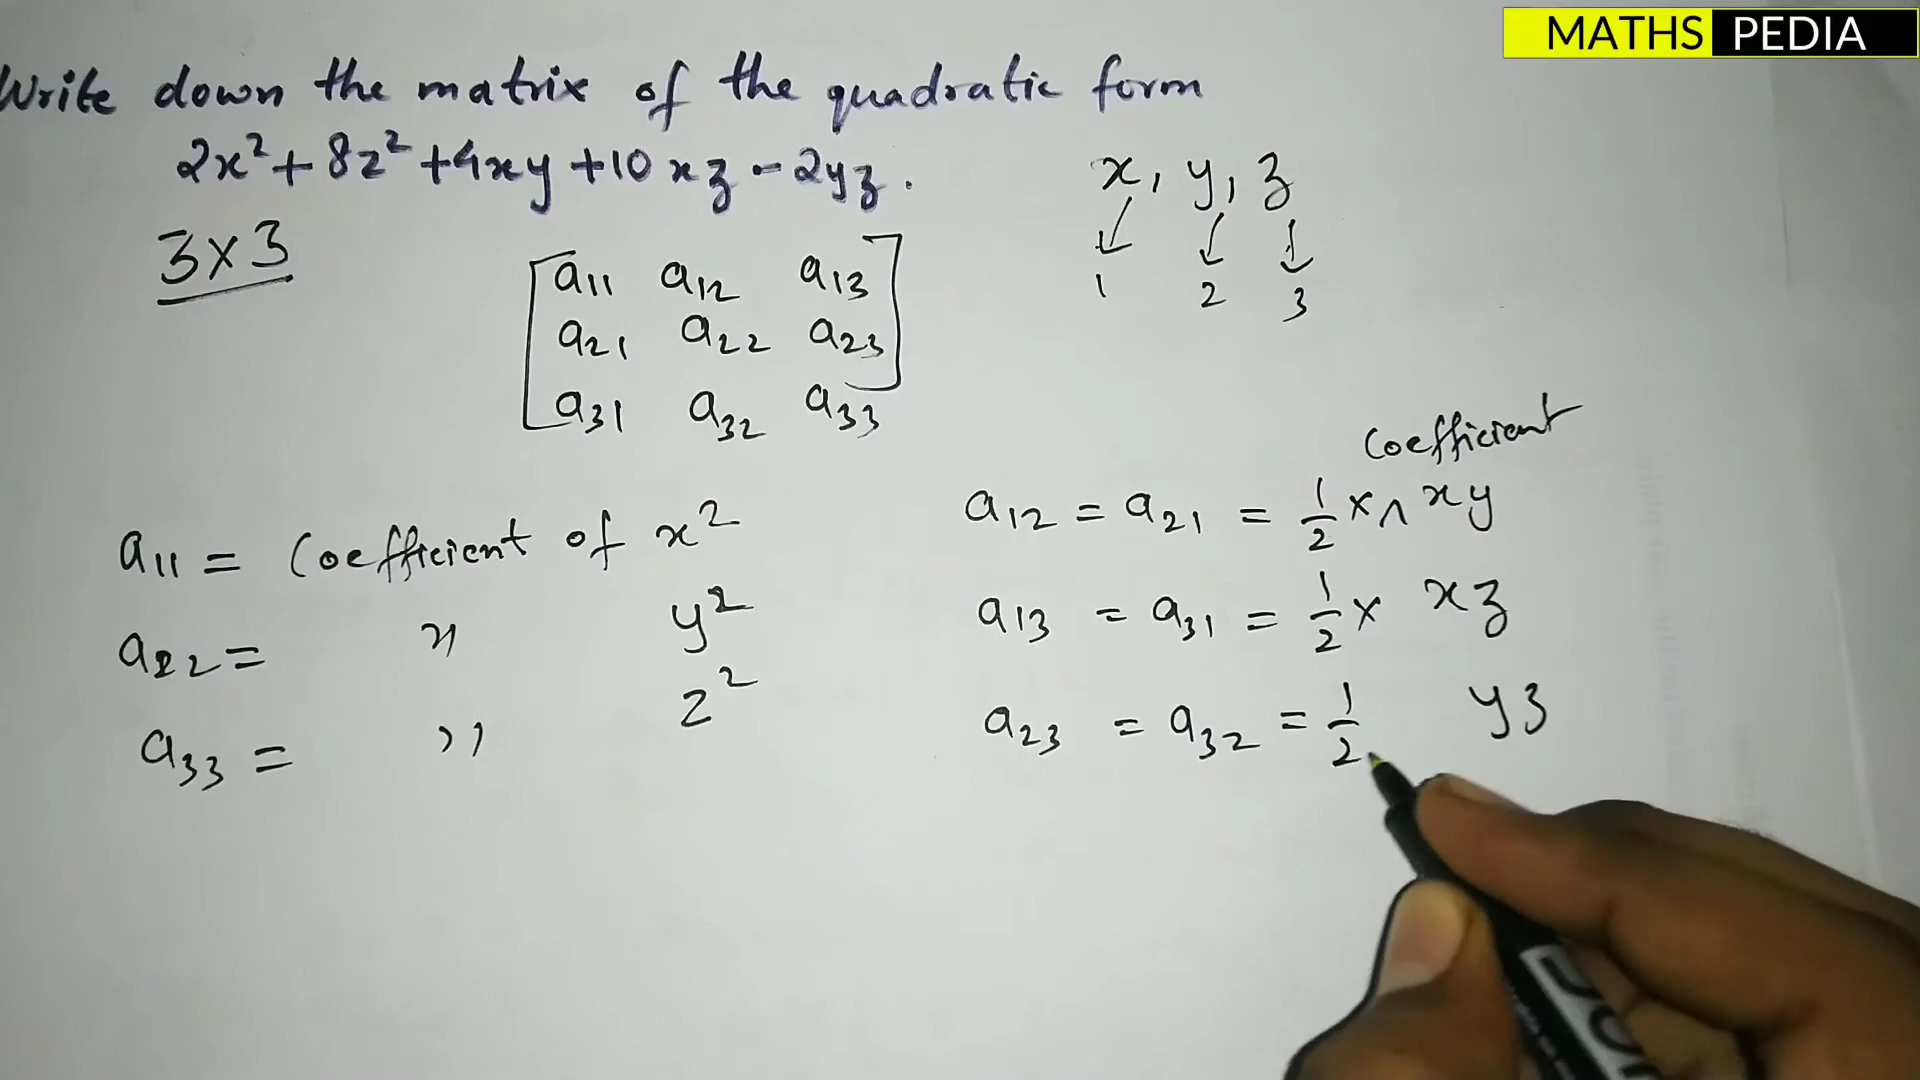 MATHS PEDIA
Write down the matrix of the quadratic form
2x² + 8z² + 4xy + 10xz - 2yz.
x, y, z
3x3
1 2 3
a11 a12 a13
a21 a22 a23
a31 a32 a33
Coefficient
a11 = Coefficient of x²
a22 = " y²
a33 = " z²
a12 = a21 = 1/2 x ^ xy
a13 = a31 = 1/2 x xz
a23 = a32 = 1/2 yz